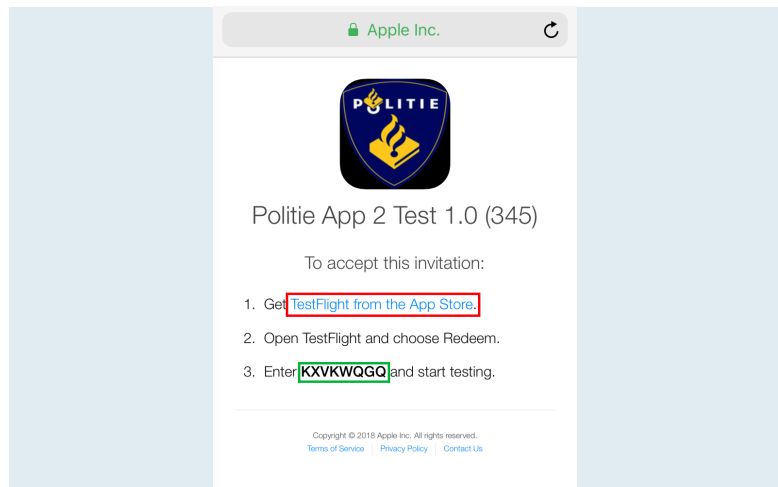 Apple Inc.
POLITIE
Politie App 2 Test 1.0 (345)
To accept this invitation:
1. Get TestFlight from the App Store.
2. Open TestFlight and choose Redeem.
3. Enter KXVKWQGQ and start testing.
Copyright © 2018 Apple Inc. All rights reserved.
Terms of Service Privacy Policy Contact Us